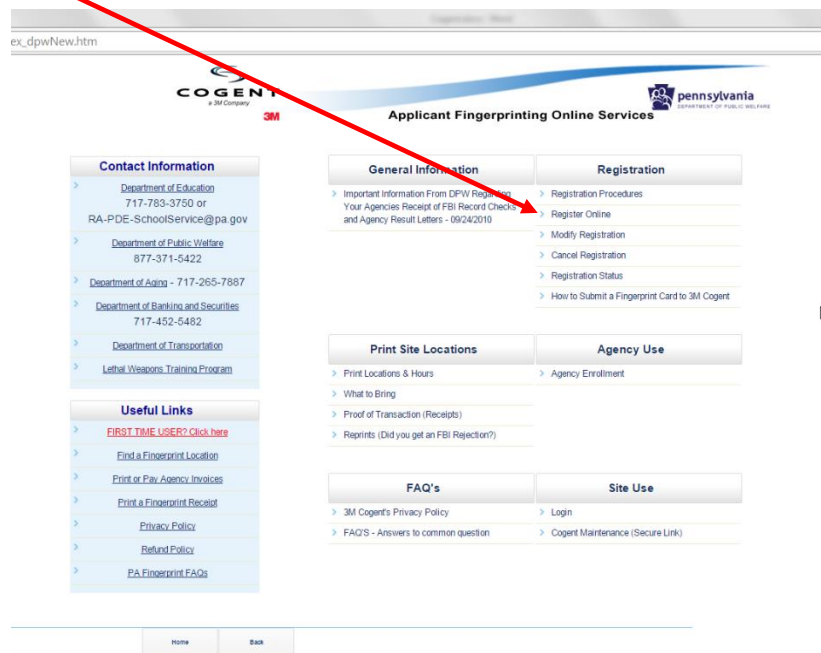 ex_dpwNew.htm
COGENT
a 3M Company
3M
Applicant Fingerprinting Online Services
pennsylvania
DEPARTMENT OF PUBLIC WELFARE
Contact Information
Department of Education
717-783-3750 or
RA-PDE-SchoolService@pa.gov
Department of Public Welfare
877-371-5422
Department of Aging - 717-265-7887
Department of Banking and Securities
717-452-5482
Department of Transportation
Lethal Weapons Training Program
Useful Links
FIRST TIME USER? Click here
Find a Fingerprint Location
Print or Pay Agency Invoices
Print a Fingerprint Receipt
Privacy Policy
Refund Policy
PA Fingerprint FAQs
General Information
Important Information From DPW Regarding
Your Agencies Receipt of FBI Record Checks
and Agency Result Letters - 09/24/2010
Registration
Registration Procedures
Register Online
Modify Registration
Cancel Registration
Registration Status
How to Submit a Fingerprint Card to 3M Cogent
Print Site Locations
Print Locations & Hours
What to Bring
Proof of Transaction (Receipts)
Reprints (Did you get an FBI Rejection?)
Agency Use
Agency Enrollment
FAQ's
3M Cogent's Privacy Policy
FAQ'S - Answers to common question
Site Use
Login
Cogent Maintenance (Secure Link)
Home
Back